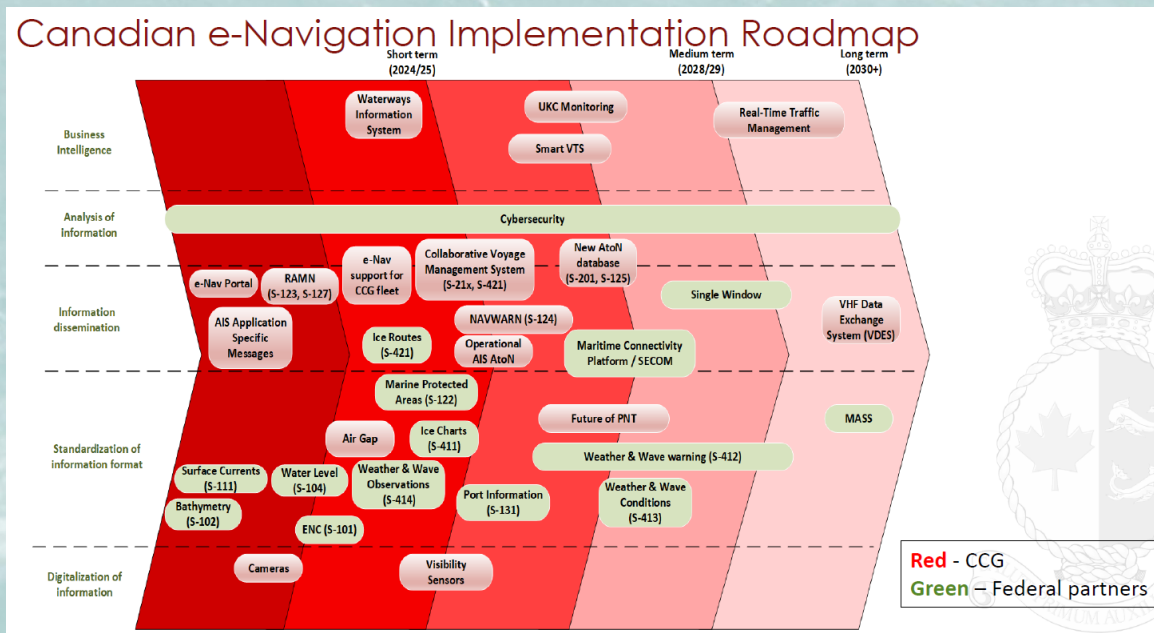 Canadian e-Navigation Implementation Roadmap
Short term
(2024/25)
Medium term
(2028/29)
Long term
(2030+)
Business
Intelligence
Waterways
Information
System
UKC Monitoring
Smart VTS
Real-Time Traffic
Management
Analysis of
information
Cybersecurity
Information
dissemination
e-Nav Portal
RAMN
(S-123, S-127)
e-Nav
support for
CCG fleet
Collaborative Voyage
Management System
(S-21x, S-421)
New AtoN
database
(S-201, S-125)
Single Window
VHF Data
Exchange
System (VDES)
AIS Application
Specific
Messages
Ice Routes
(S-421)
NAVWARN (S-124)
Operational
AIS AtoN
Maritime Connectivity
Platform / SECOM
Standardization of
information format
Marine Protected
Areas (S-122)
Air Gap
Ice Charts
(S-411)
Future of PNT
MASS
Weather & Wave warning (S-412)
Surface Currents
(S-111)
Water Level
(S-104)
Weather & Wave
Observations
(S-414)
Port Information
(S-131)
Weather & Wave
Conditions
(S-413)
Bathymetry
(S-102)
ENC (S-101)
Digitalization of
information
Cameras
Visibility
Sensors
Red - CCG
Green – Federal partners